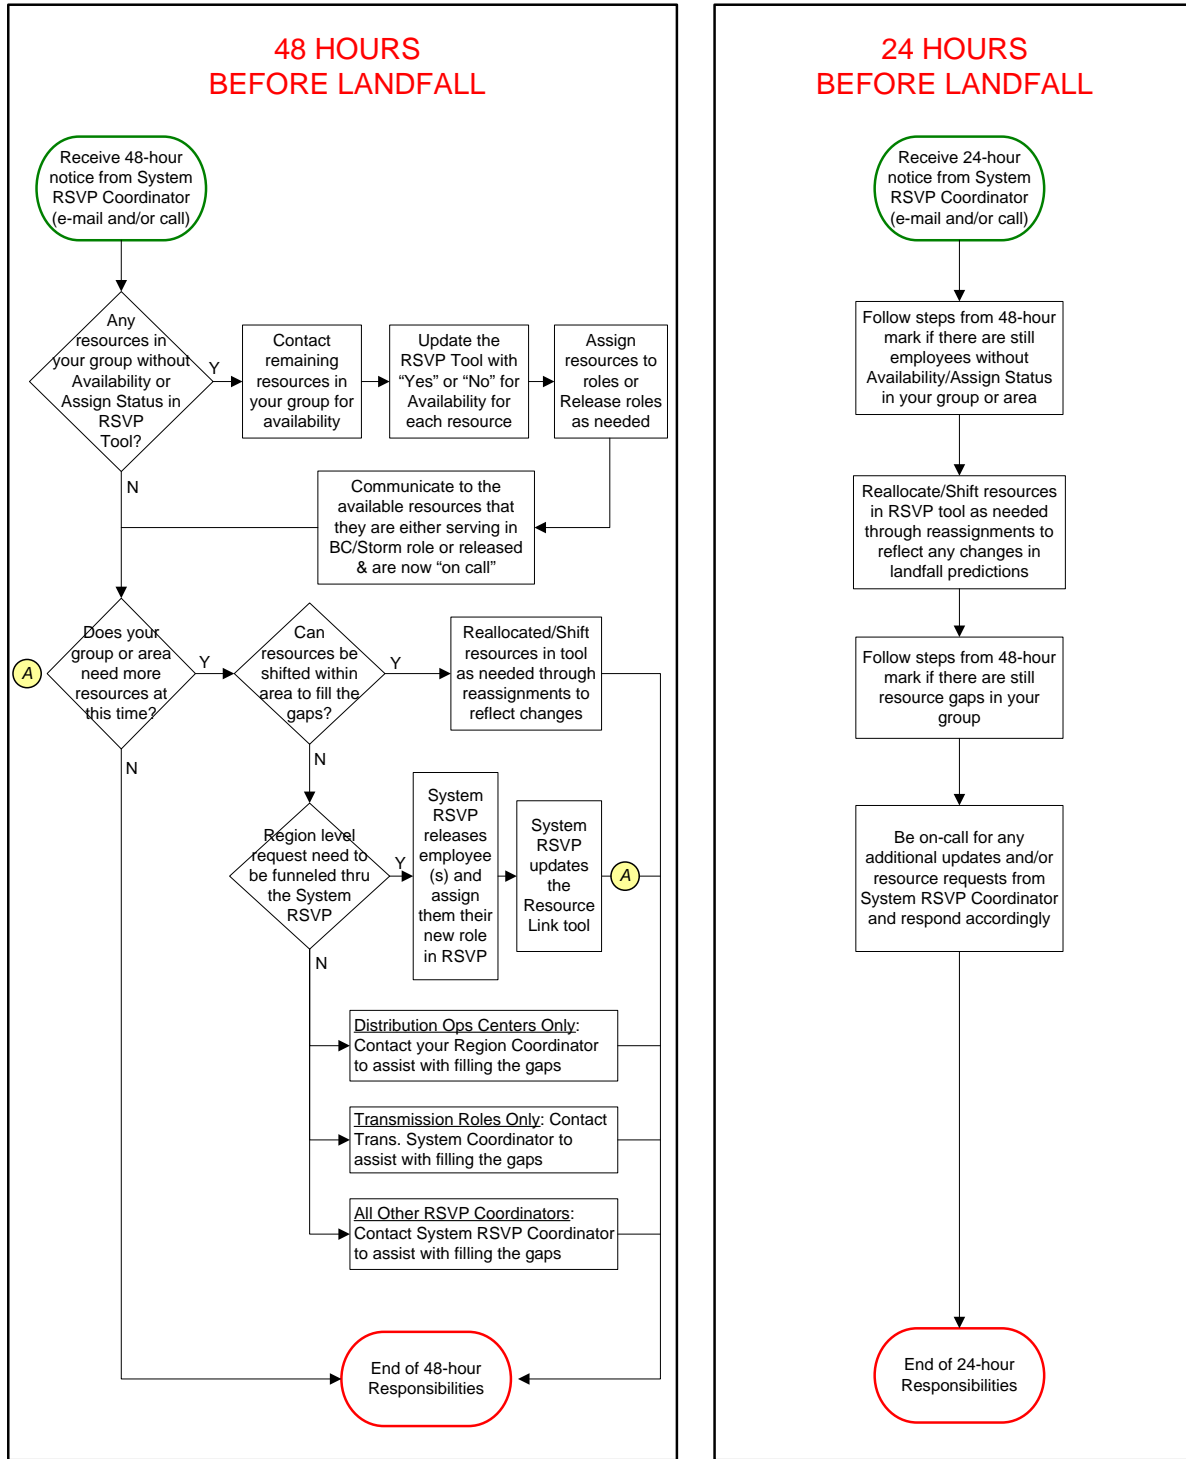 48 HOURS
BEFORE LANDFALL
Receive 48-hour
notice from System
RSVP Coordinator
(e-mail and/or call)
Any
resources in
your group without
Availability or
Assign Status in
RSVP
Tool?
Y
N
Contact
remaining
resources in
your group for
availability
Update the
RSVP Tool with
“Yes” or “No” for
Availability for
each resource
Assign
resources to
roles or
Release roles
as needed
Communicate to the
available resources that
they are either serving in
BC/Storm role or released
& are now “on call”
A
Does your
group or area
need more
resources at
this time?
Y
N
Can
resources be
shifted within
area to fill the
gaps?
Y
N
Reallocated/Shift
resources in tool
as needed through
reassignments to
reflect changes
Region level
request need to
be funneled thru
the System
RSVP
Y
N
System
RSVP
releases
employee
(s) and
assign
them their
new role
in RSVP
System
RSVP
updates
the
Resource
Link tool
A
Distribution Ops Centers Only:
Contact your Region Coordinator
to assist with filling the gaps
Transmission Roles Only: Contact
Trans. System Coordinator to
assist with filling the gaps
All Other RSVP Coordinators:
Contact System RSVP Coordinator
to assist with filling the gaps
End of 48-hour
Responsibilities
24 HOURS
BEFORE LANDFALL
Receive 24-hour
notice from System
RSVP Coordinator
(e-mail and/or call)
Follow steps from 48-hour
mark if there are still
employees without
Availability/Assign Status
in your group or area
Reallocate/Shift resources
in RSVP tool as needed
through reassignments to
reflect any changes in
landfall predictions
Follow steps from 48-hour
mark if there are still
resource gaps in your
group
Be on-call for any
additional updates and/or
resource requests from
System RSVP Coordinator
and respond accordingly
End of 24-hour
Responsibilities